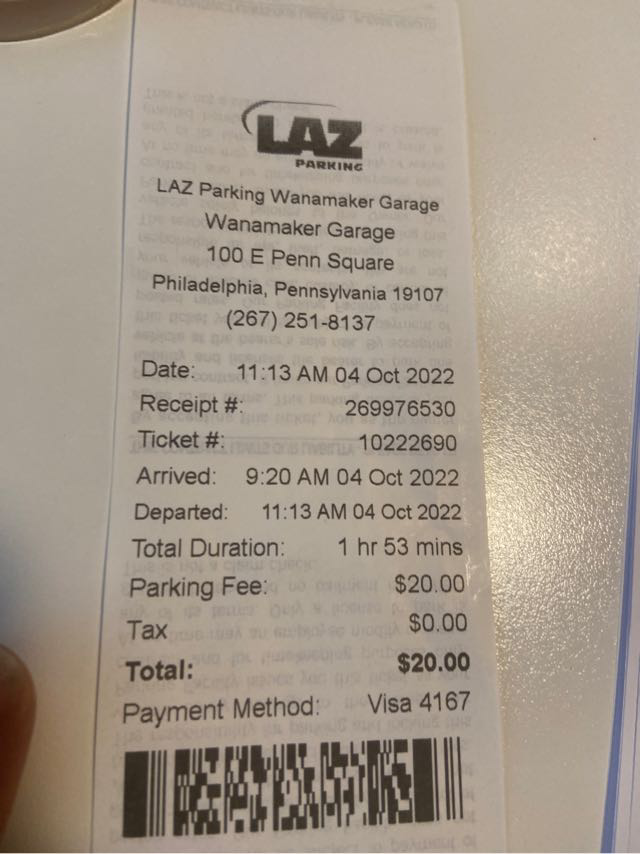 LAZ
PARKING
LAZ Parking Wanamaker Garage
Wanamaker Garage
100 E Penn Square
Philadelphia, Pennsylvania 19107
(267) 251-8137
Date: 11:13 AM 04 Oct 2022
Receipt #: 269976530
Ticket #: 10222690
Arrived: 9:20 AM 04 Oct 2022
Departed: 11:13 AM 04 Oct 2022
Total Duration: 1 hr 53 mins
Parking Fee: $20.00
Tax $0.00
Total: $20.00
Payment Method: Visa 4167